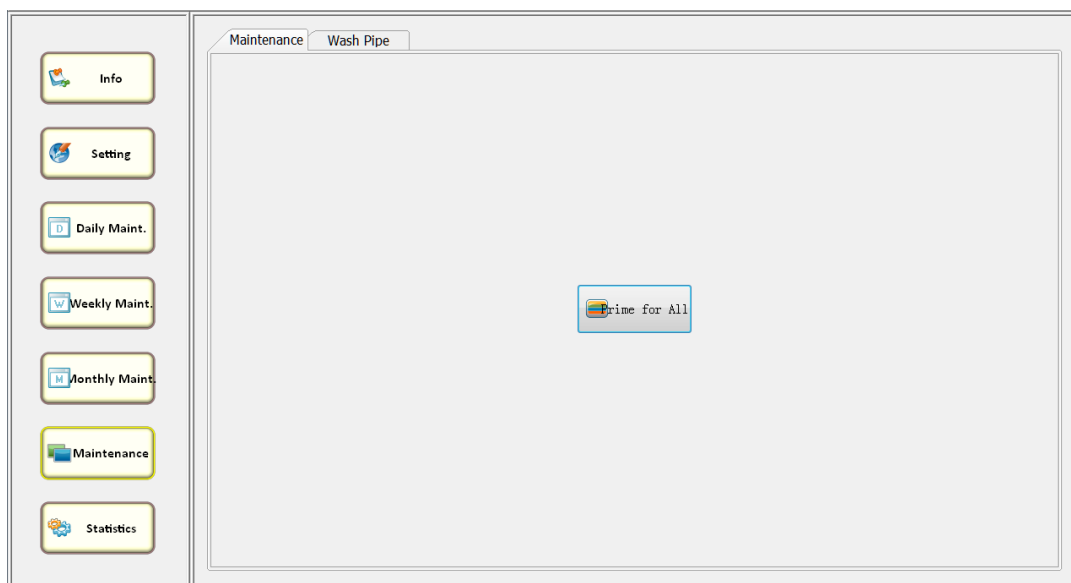 Maintenance
Wash Pipe
Info
Setting
D
Daily Maint.
W
Weekly Maint.
M
Monthly Maint.
Maintenance
Statistics
Prime for All